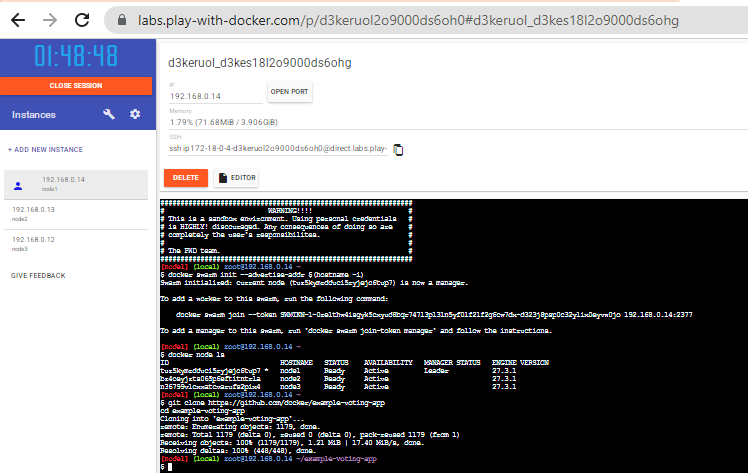 labs.play-with-docker.com/p/d3keruol2o9000ds6oh0#d3keruol_d3kes18l2o9000ds6ohg
01:48:48
CLOSE SESSION
Instances
+ ADD NEW INSTANCE
192.168.0.14
node1
192.168.0.13
node2
192.168.0.12
node3
GIVE FEEDBACK
d3keruol_d3kes18l2o9000ds6ohg
IP
192.168.0.14
OPEN PORT
Memory
1.79% (71.68MiB / 3.906GiB)
SSH
ssh ip172-18-0-4-d3keruol2o9000ds6oh0@direct.labs.play-
DELETE
EDITOR
###############################################################
# WARNING!!!! #
# This is a sandbox environment. Using personal credentials #
# is HIGHLY! discouraged. Any consequences of doing so are #
# completely the user's responsibilites. #
# #
# The PWD team. #
###############################################################
[node1] (local) root@192.168.0.14 ~
$ docker swarm init --advertise-addr $(hostname -i)
Swarm initialized: current node is now a manager.
To add a worker to this swarm, run the following command:
docker swarm join --token 192.168.0.14:2377
To add a manager to this swarm, run 'docker swarm join-token manager' and follow the instructions.
[node1] (local) root@192.168.0.14 ~
$ docker node ls
ID HOSTNAME STATUS AVAILABILITY MANAGER STATUS ENGINE VERSION
* node1 Ready Active Leader 27.3.1
node2 Ready Active 27.3.1
node3 Ready Active 27.3.1
[node1] (local) root@192.168.0.14 ~
$ git clone https://github.com/docker/example-voting-app
cd example-voting-app
Cloning into 'example-voting-app'...
remote: Enumerating objects: 1179, done.
remote: Total 1179 (delta 0), reused 0 (delta 0), pack-reused 1179 (from 1)
Receiving objects: 100% (1179/1179), 1.21 MiB | 17.40 MiB/s, done.
Resolving deltas: 100% (448/448), done.
[node1] (local) root@192.168.0.14 ~/example-voting-app
$